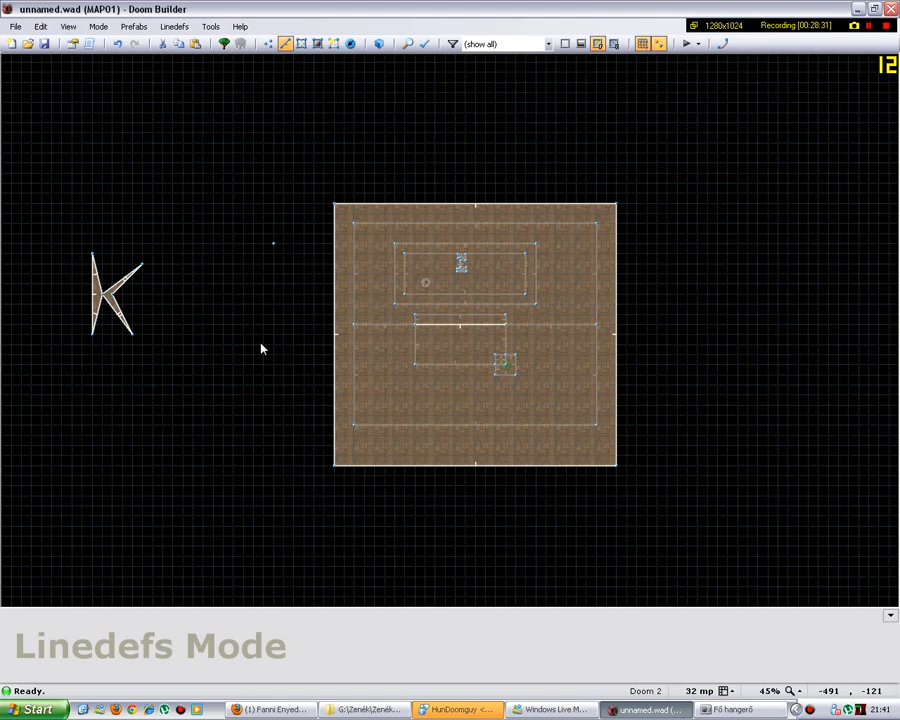 unnamed.wad (MAP01) - Doom Builder
File Edit View Mode Prefabs Linedefs Tools Help
1280x1024 Recording [00:28:31]
(show all)
12
Linedefs Mode
Ready. Doom 2 32 mp 45% -491 , -121
Start (1) Fanni Enyed... G:\Zenék\Zenék... HunDoomguy <... Windows Live M... unnamed.wad (... Fő hangerő 21:41